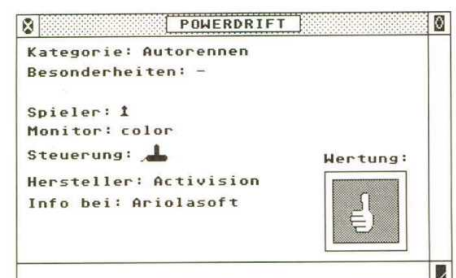 POWERDRIFT
Kategorie: Autorennen
Besonderheiten: -
Spieler: 1
Monitor: color
Steuerung:
Wertung:
Hersteller: Activision
Info bei: Ariolasoft